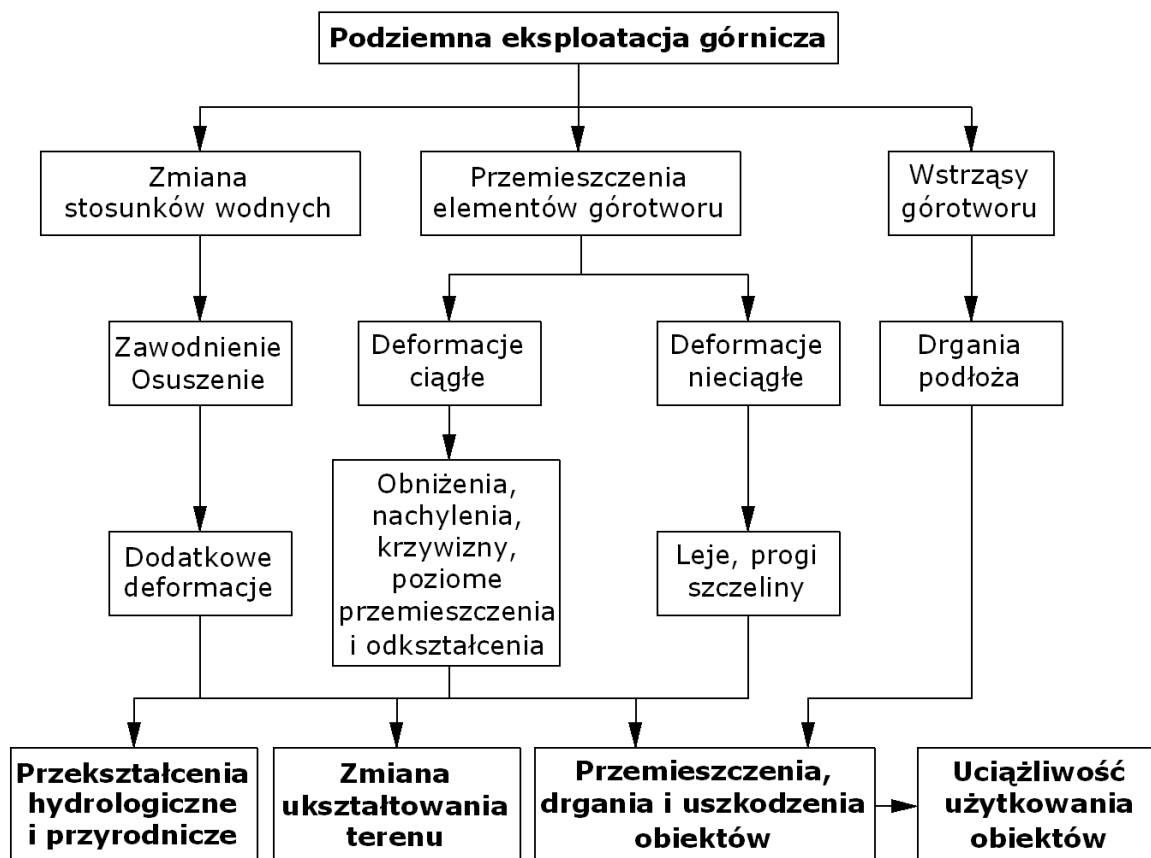 Podziemna eksploatacja górnicza
Zmiana
stosunków wodnych
Przemieszczenia
elementów górotworu
Wstrząsy
górotworu
Zawodnienie
Osuszenie
Deformacje
ciągłe
Deformacje
nieciągłe
Drgania
podłoża
Obniżenia,
nachylenia,
krzywizny,
poziome
przemieszczenia
i odkształcenia
Dodatkowe
deformacje
Leje, progi
szczeliny
Przekształcenia
hydrologiczne
i przyrodnicze
Zmiana
ukształtowania
terenu
Przemieszczenia,
drgania i uszkodzenia
obiektów
Uciążliwość
użytkowania
obiektów